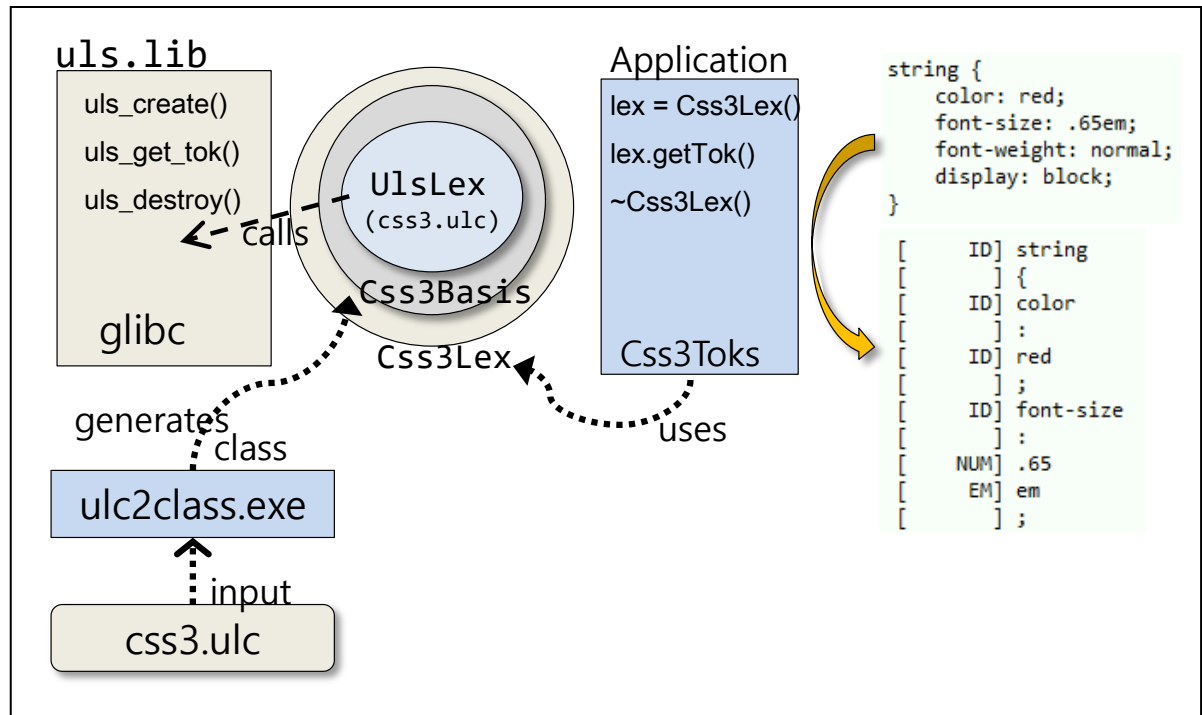 uls.lib
uls_create()
uls_get_tok()
uls_destroy()
glibc
calls
UlsLex
(css3.ulc)
Css3Basis
Css3Lex
Application
lex = Css3Lex()
lex.getTok()
~Css3Lex()
Css3Toks
uses
generates
class
ulc2class.exe
input
css3.ulc
string {
    color: red;
    font-size: .65em;
    font-weight: normal;
    display: block;
}
[      ID] string
[        ] {
[      ID] color
[        ] :
[      ID] red
[        ] ;
[      ID] font-size
[        ] :
[     NUM] .65
[      EM] em
[        ] ;